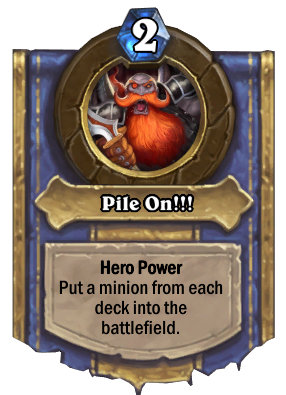 2
Pile On!!!
Hero Power
Put a minion from each
deck into the
battlefield.